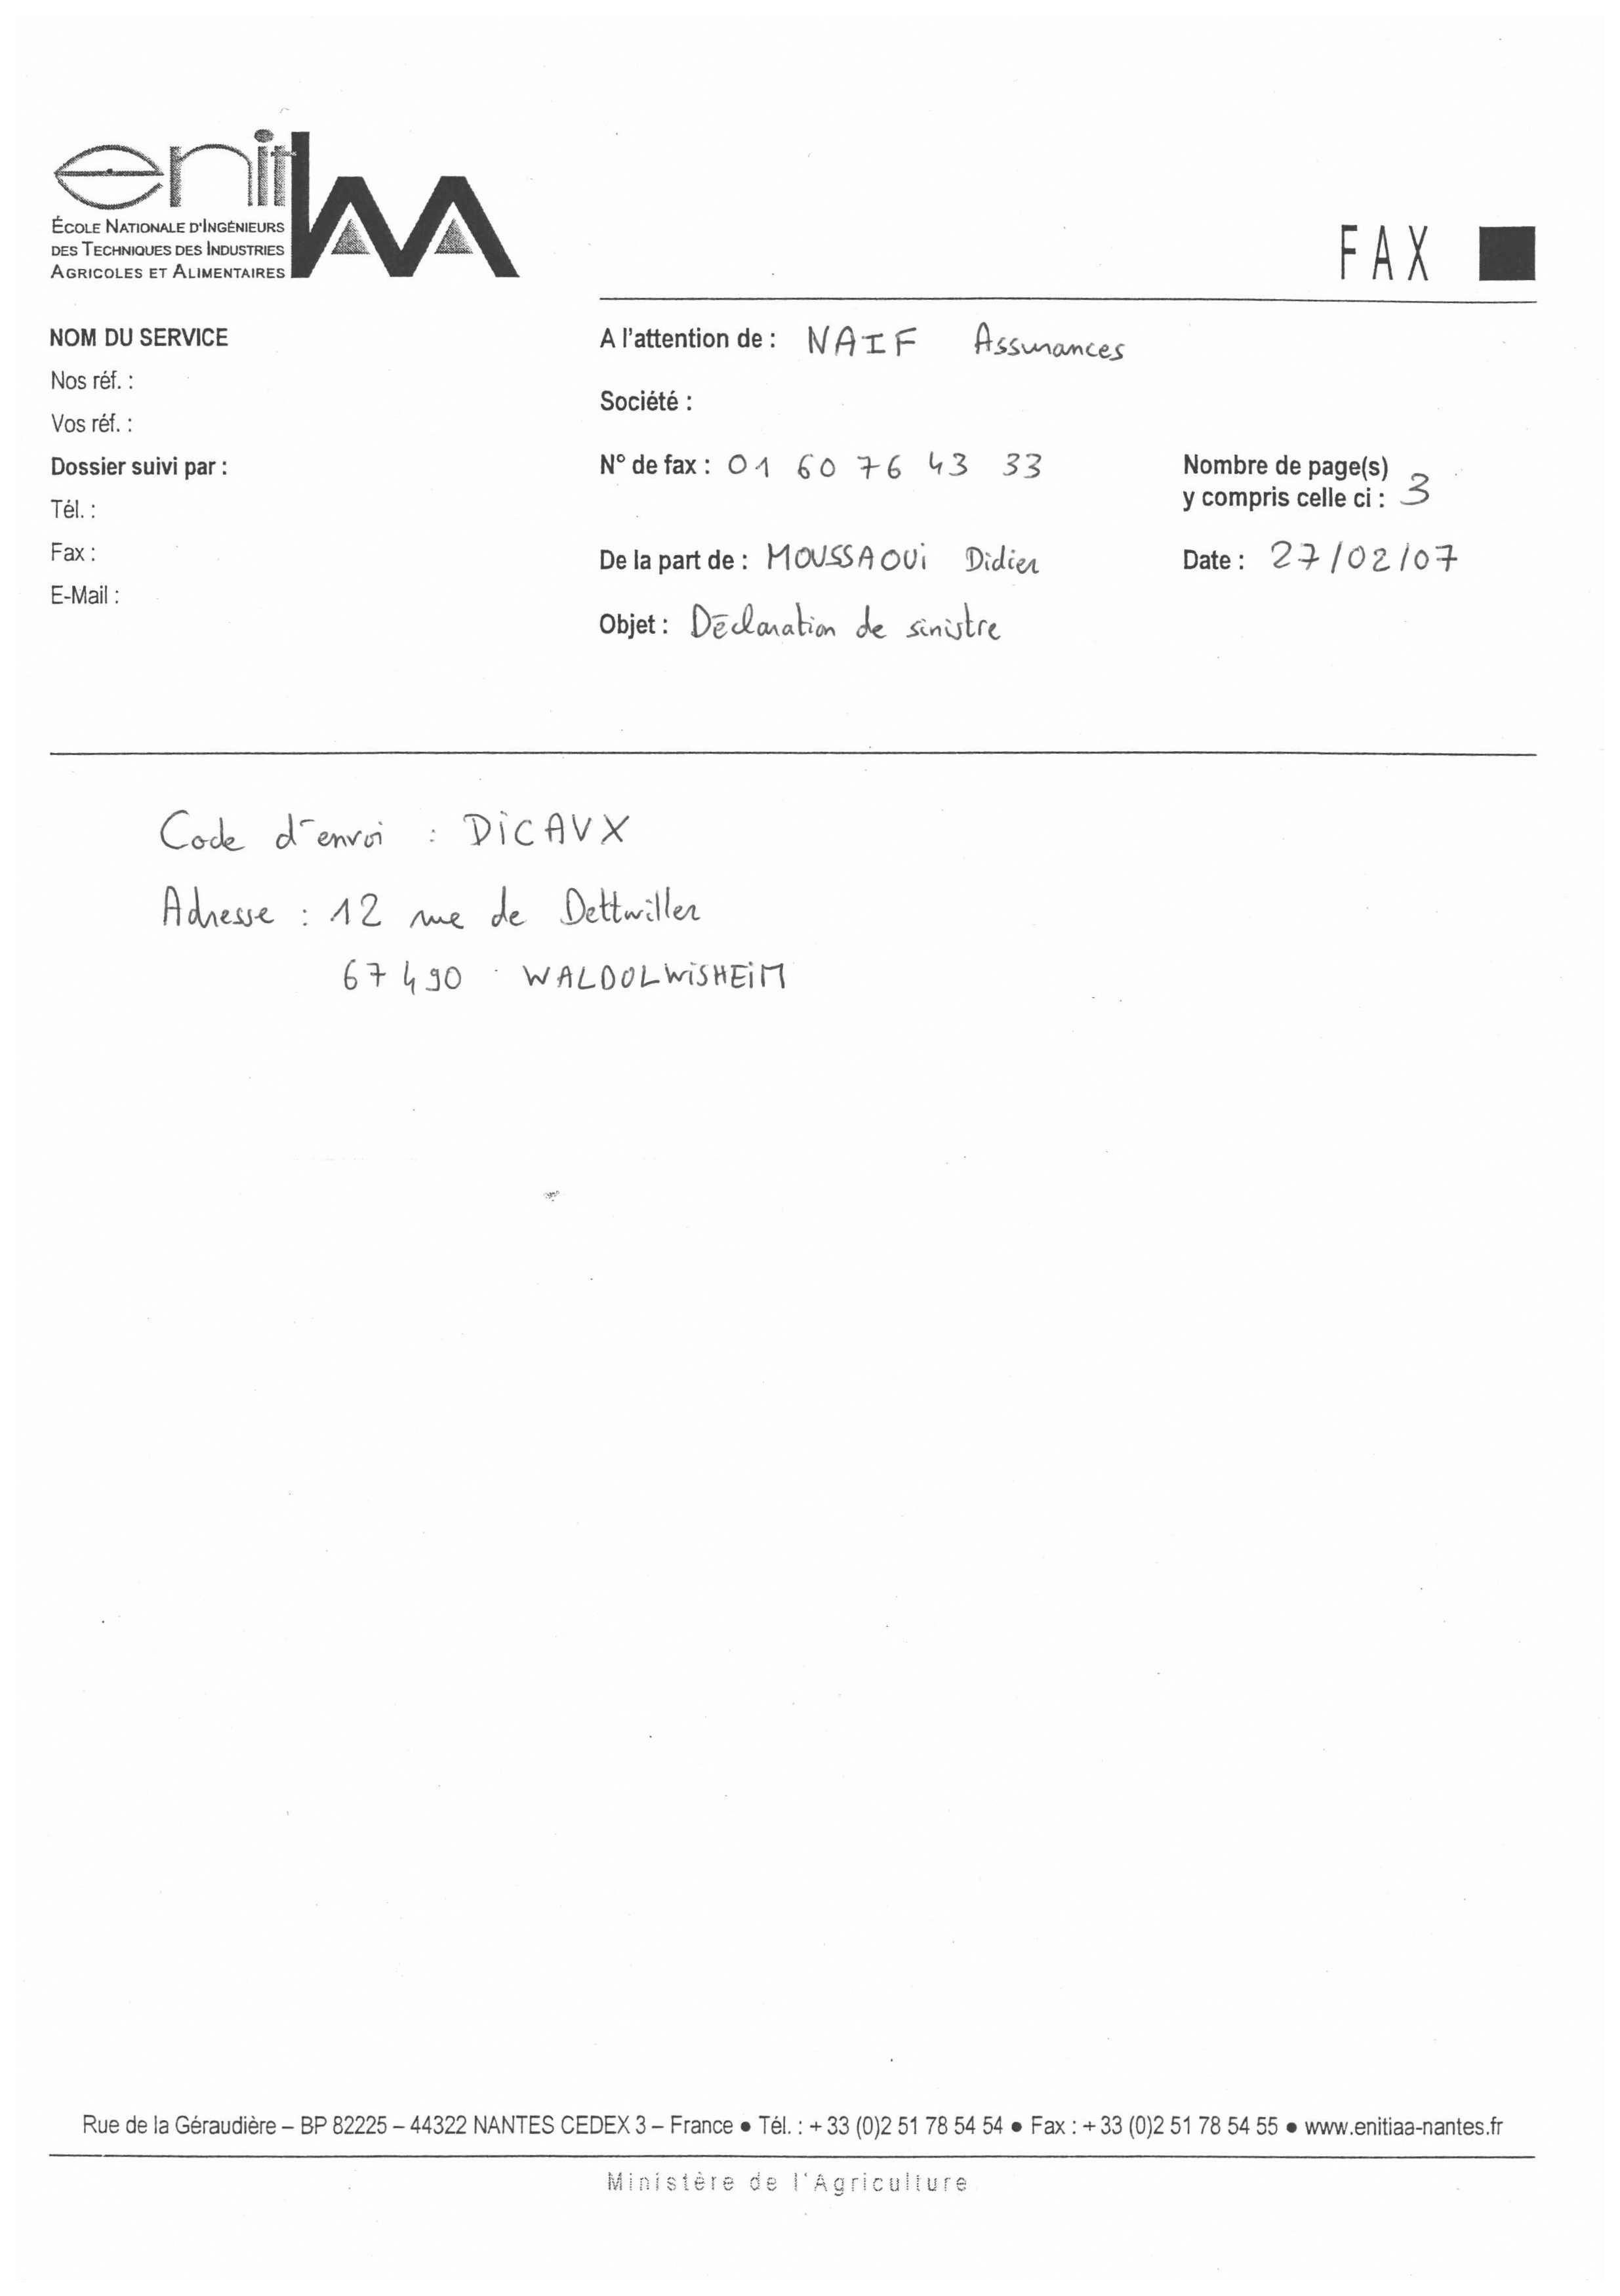 enitIAA
ÉCOLE NATIONALE D'INGÉNIEURS
DES TECHNIQUES DES INDUSTRIES
AGRICOLES ET ALIMENTAIRES
FAX
NOM DU SERVICE
Nos réf. :
Vos réf. :
Dossier suivi par :
Tél. :
Fax :
E-Mail :
A l'attention de : NAIF Assurances
Société :
N° de fax : 01 60 76 43 33
Nombre de page(s)
y compris celle ci : 3
De la part de : MOUSSAOUi Didier
Date : 27/02/07
Objet : Déclaration de sinistre
Code d'envoi : DiCAVX
Adresse : 12 rue de Dettwiller
67490 WALDOLWiSHEiM
Rue de la Géraudière – BP 82225 – 44322 NANTES CEDEX 3 – France ● Tél. : + 33 (0)2 51 78 54 54 ● Fax : + 33 (0)2 51 78 54 55 ● www.enitiaa-nantes.fr
Ministère de l'Agriculture